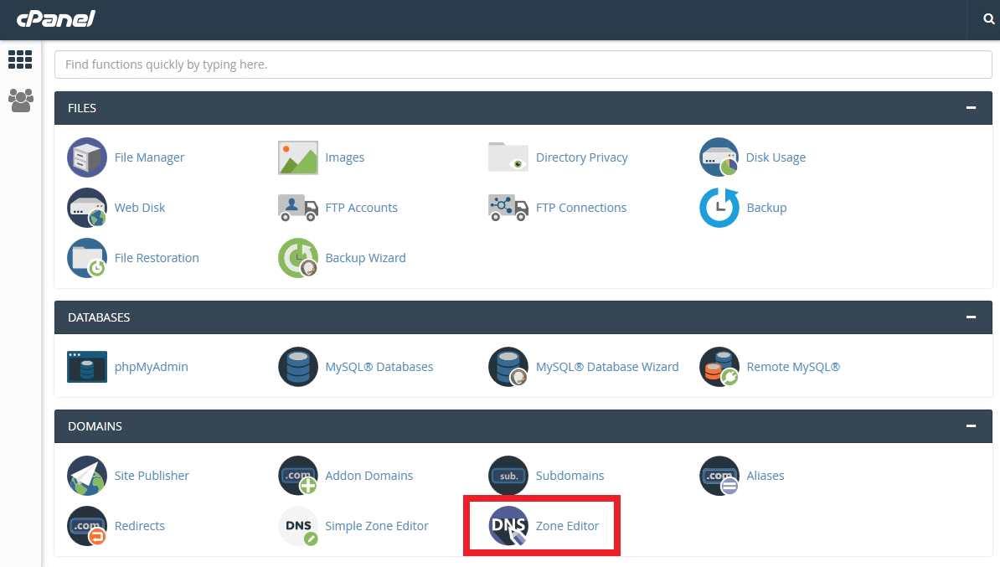 cPanel
Find functions quickly by typing here.
FILES
File Manager
Images
Directory Privacy
Disk Usage
Web Disk
FTP Accounts
FTP Connections
Backup
File Restoration
Backup Wizard
DATABASES
phpMyAdmin
MySQL® Databases
MySQL® Database Wizard
Remote MySQL®
DOMAINS
Site Publisher
.com Addon Domains
sub. Subdomains
.com Aliases
.com Redirects
DNS Simple Zone Editor
DNS Zone Editor